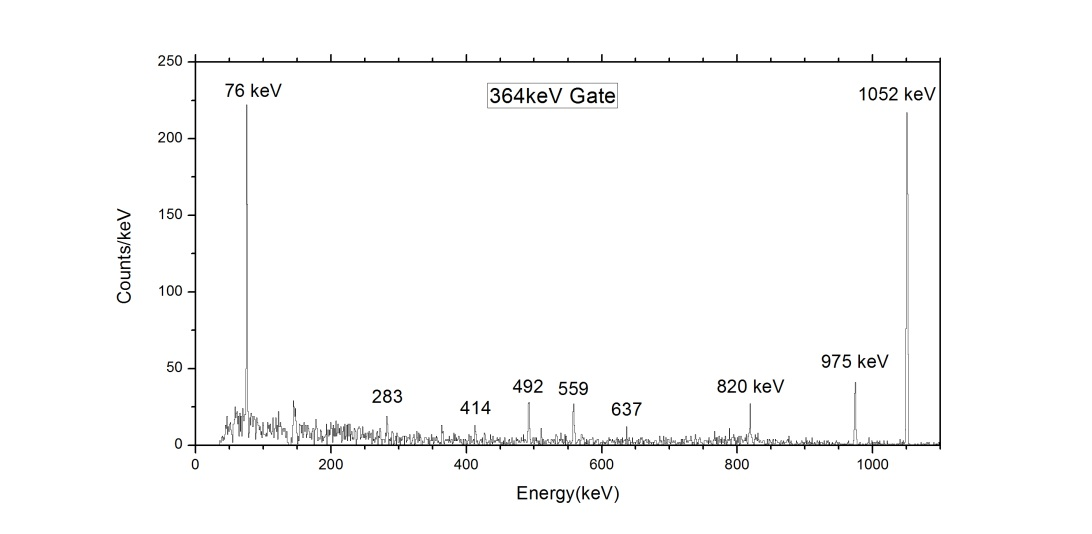 250
76 keV
364keV Gate
1052 keV
200
150
Counts/keV
100
975 keV
50
283
414
492
559
637
820 keV
0
0
200
400
600
800
1000
Energy(keV)